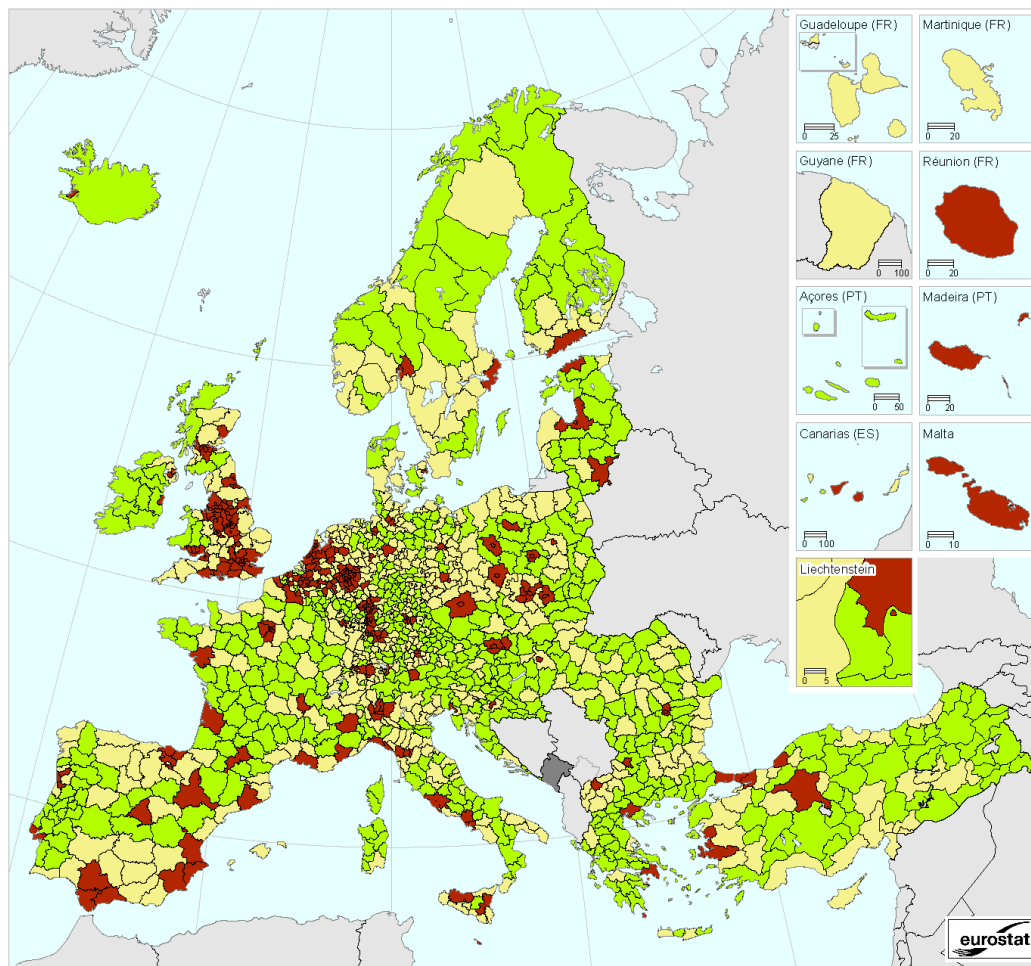 Guadeloupe (FR)
0 25
Martinique (FR)
0 20
Guyane (FR)
0 100
Réunion (FR)
0 20
Açores (PT)
0 50
Madeira (PT)
0 20
Canarias (ES)
0 100
Malta
0 10
Liechtenstein
0 5
eurostat